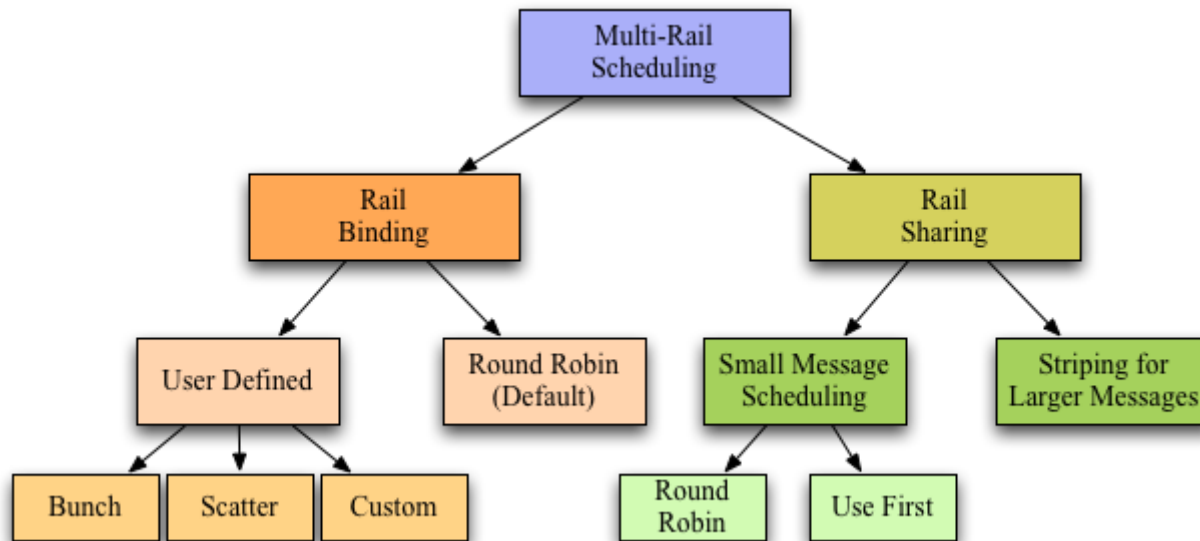 Multi-Rail
Scheduling
Rail
Binding
Rail
Sharing
User Defined
Round Robin
(Default)
Small Message
Scheduling
Striping for
Larger Messages
Bunch
Scatter
Custom
Round
Robin
Use First